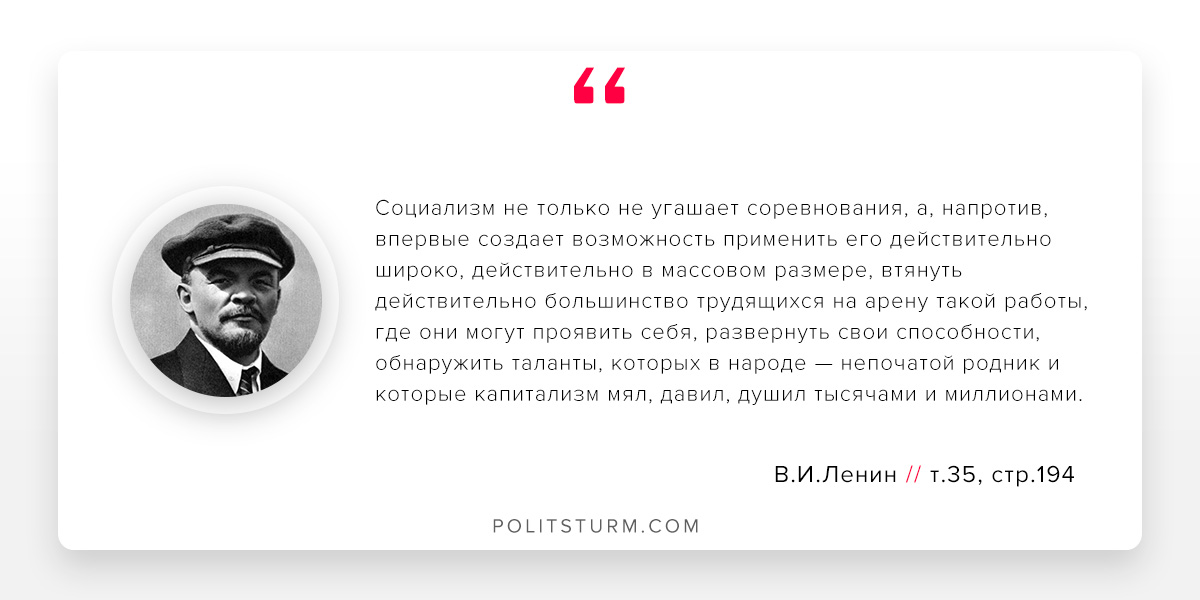 “
Социализм не только не угашает соревнования, а, напротив,
впервые создает возможность применить его действительно
широко, действительно в массовом размере, втянуть
действительно большинство трудящихся на арену такой работы,
где они могут проявить себя, развернуть свои способности,
обнаружить таланты, которых в народе — непочатой родник и
которые капитализм мял, давил, душил тысячами и миллионами.
В.И.Ленин // т.35, стр.194
POLITSTURM.COM